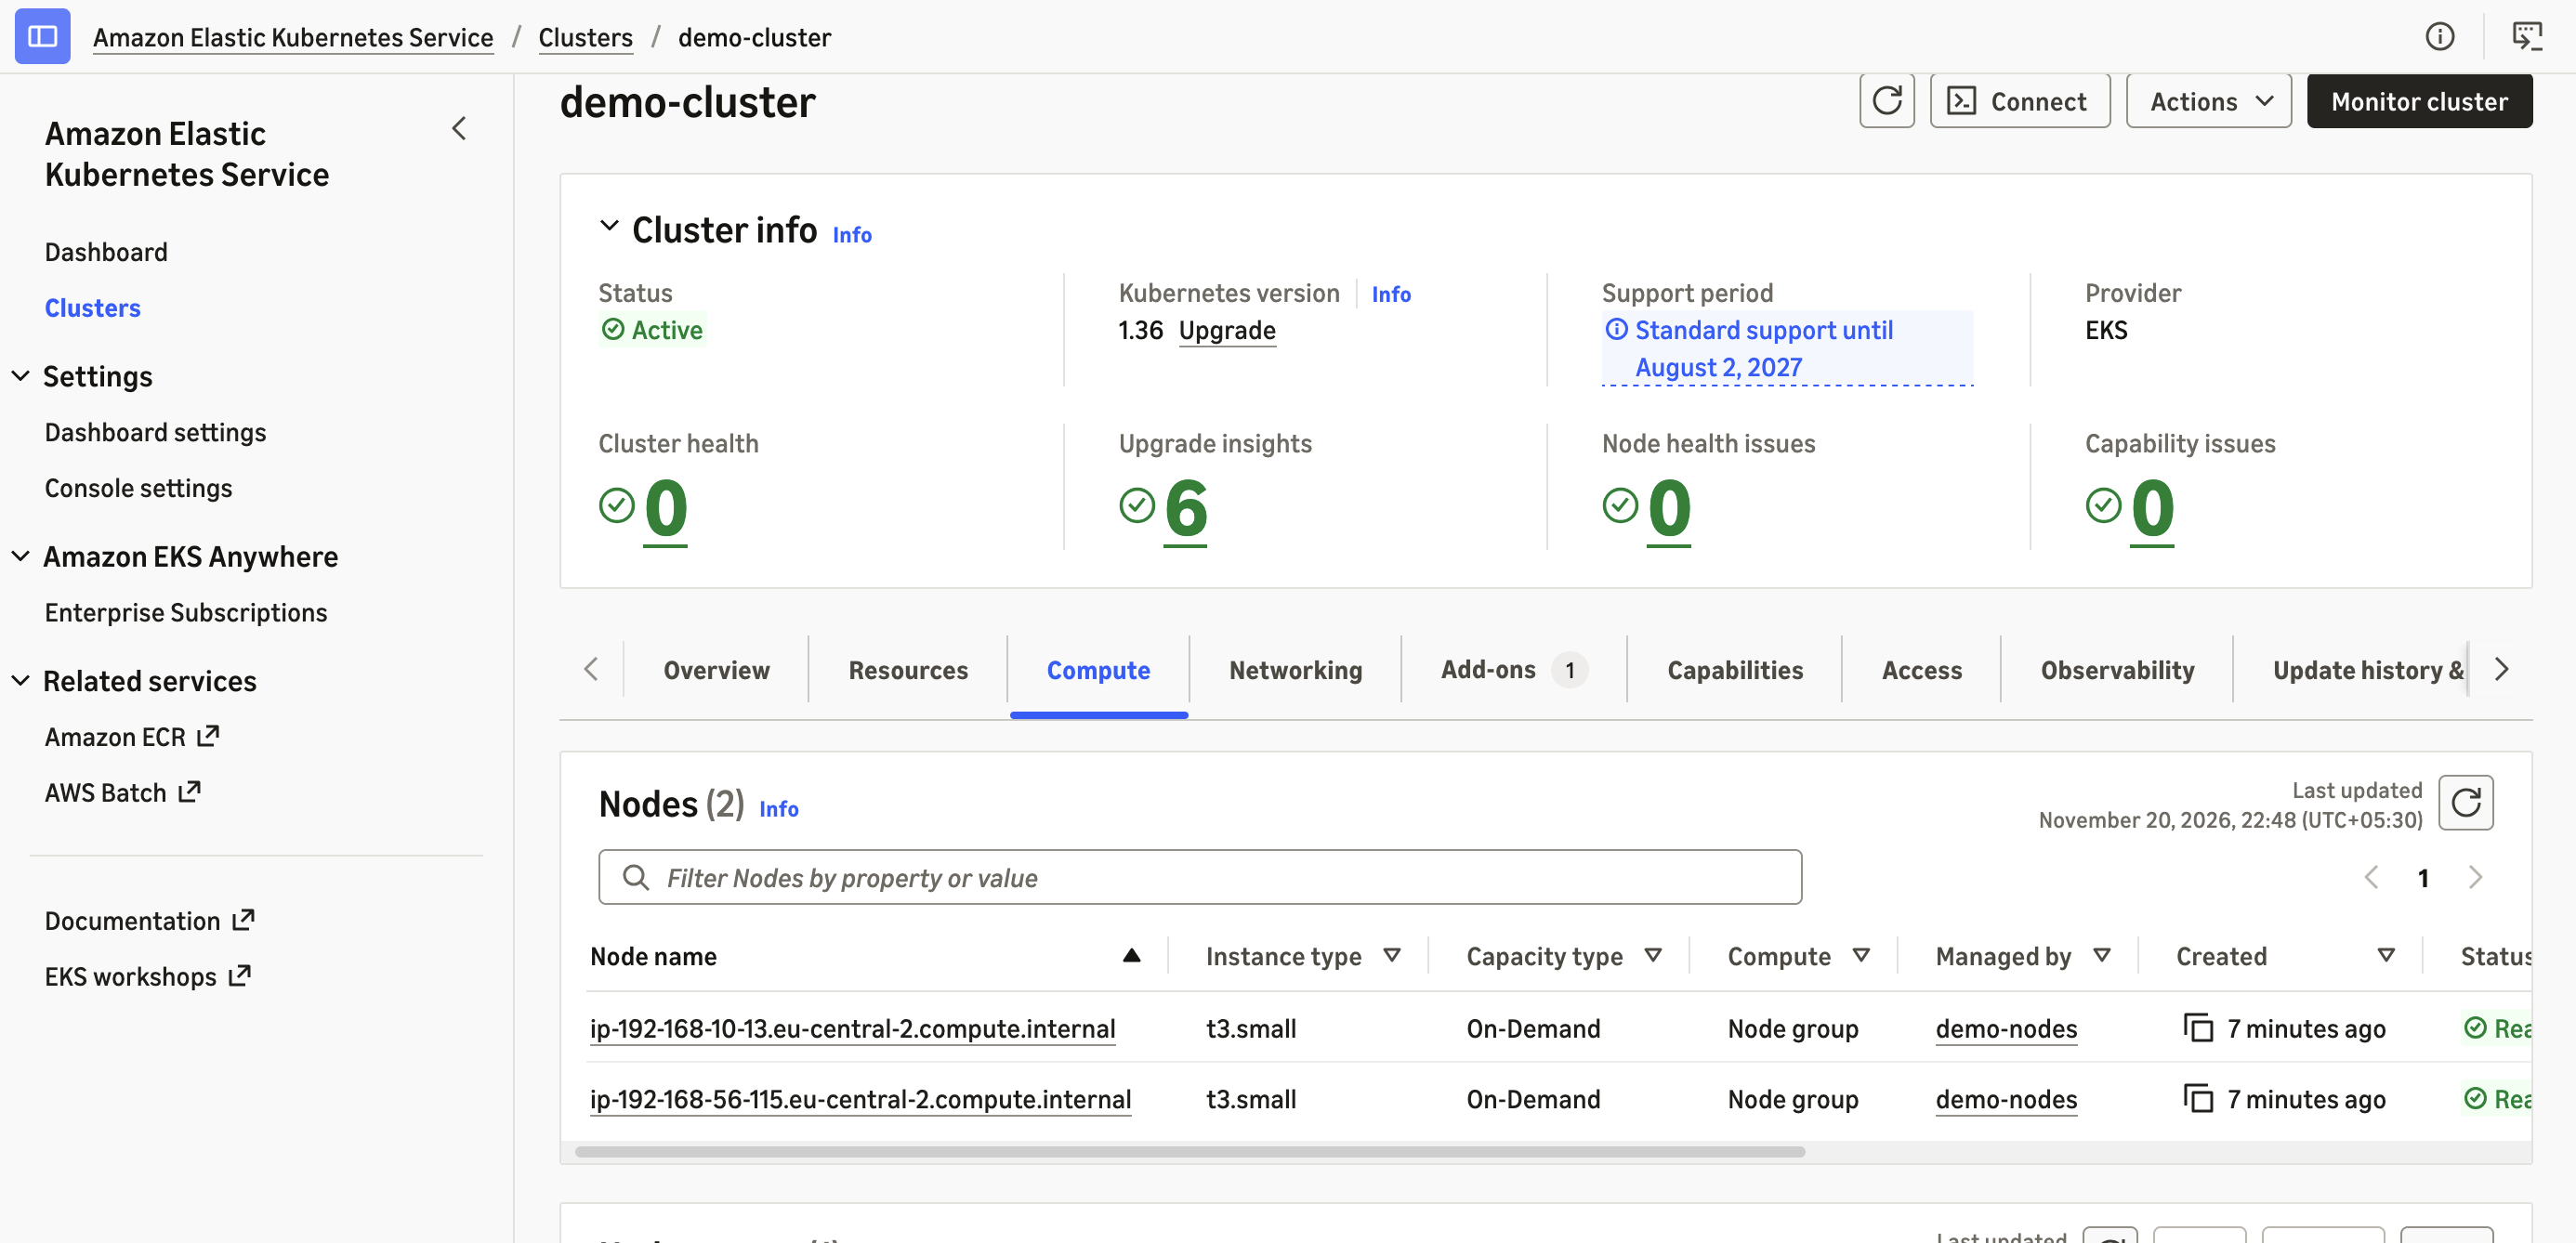 Amazon Elastic Kubernetes Service / Clusters / demo-cluster
Amazon Elastic
Kubernetes Service
Dashboard
Clusters
Settings
Dashboard settings
Console settings
Amazon EKS Anywhere
Enterprise Subscriptions
Related services
Amazon ECR
AWS Batch
Documentation
EKS workshops
demo-cluster
Connect
Actions
Monitor cluster
Cluster info Info
Status
Active
Kubernetes version Info
1.36 Upgrade
Support period
Standard support until
August 2, 2027
Provider
EKS
Cluster health
0
Upgrade insights
6
Node health issues
0
Capability issues
0
Overview Resources Compute Networking Add-ons 1 Capabilities Access Observability Update history &
Nodes (2) Info
Last updated
November 20, 2026, 22:48 (UTC+05:30)
Filter Nodes by property or value
1
Node name Instance type Capacity type Compute Managed by Created Status
ip-192-168-10-13.eu-central-2.compute.internal t3.small On-Demand Node group demo-nodes 7 minutes ago
ip-192-168-56-115.eu-central-2.compute.internal t3.small On-Demand Node group demo-nodes 7 minutes ago
Last updated